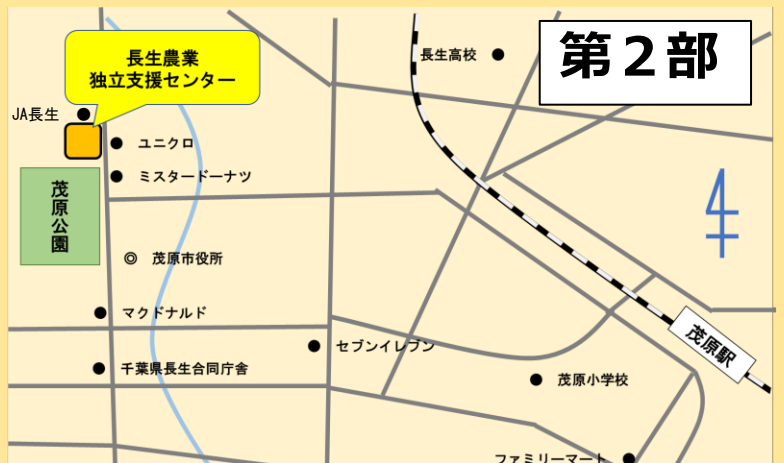 第２部
長生農業
独立支援センター
長生高校
JA長生
ユニクロ
ミスタードーナツ
茂原公園
茂原市役所
マクドナルド
セブンイレブン
茂原駅
千葉県長生合同庁舎
茂原小学校
ファミリーマート